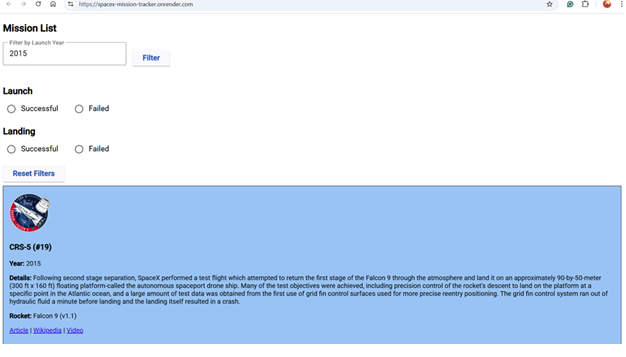 https://spacex-mission-tracker.onrender.com
Mission List
Filter by Launch Year
2015
Filter
Launch
Successful Failed
Landing
Successful Failed
Reset Filters
CRS-5 (#19)
Year: 2015
Details: Following second stage separation, SpaceX performed a test flight which attempted to return the first stage of the Falcon 9 through the atmosphere and land it on an approximately 90-by-50-meter
(300 ft x 160 ft) floating platform-called the autonomous spaceport drone ship. Many of the test objectives were achieved, including precision control of the rocket's descent to land on the platform at a
specific point in the Atlantic ocean, and a large amount of test data was obtained from the first use of grid fin control surfaces used for more precise reentry positioning. The grid fin control system ran out of
hydraulic fluid a minute before landing and the landing itself resulted in a crash.
Rocket: Falcon 9 (v1.1)
Article | Wikipedia | Video